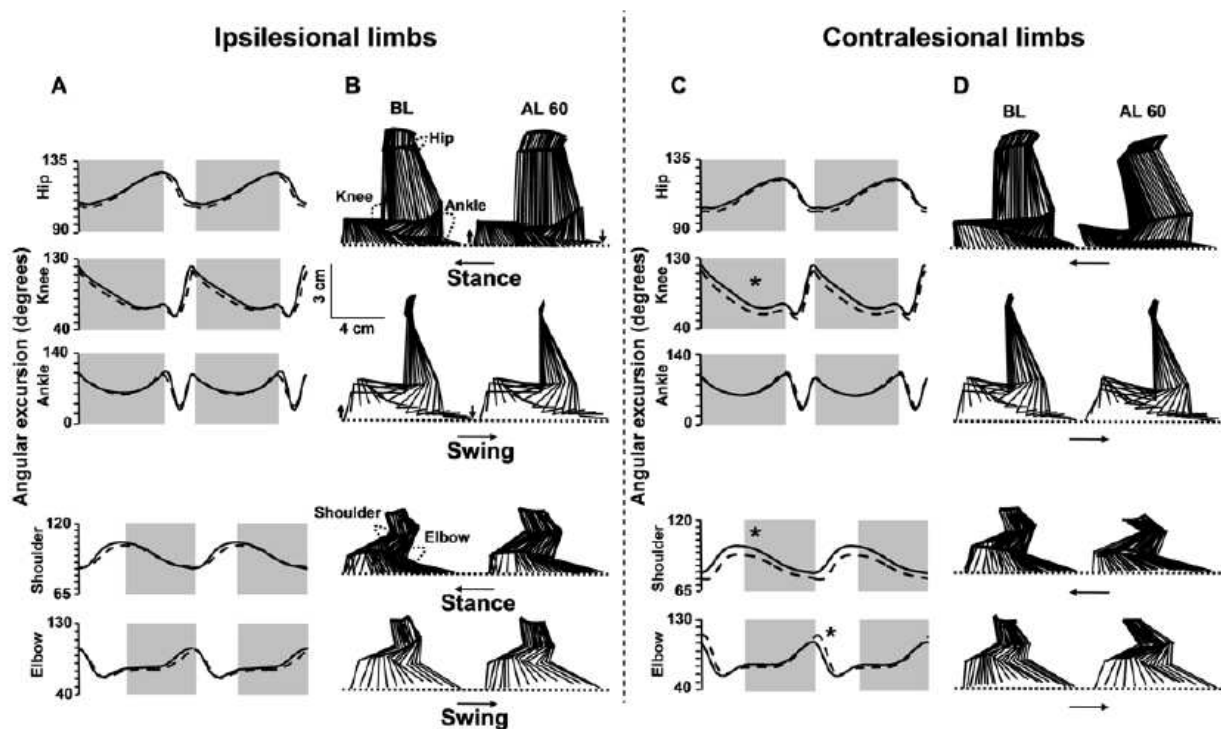 Ipsilesional limbs
Contralesional limbs
A
B
C
D
BL
AL 60
BL
AL 60
Hip
Knee
Ankle
Stance
3 cm
4 cm
Swing
Shoulder
Elbow
Stance
Swing
Angular excursion (degrees)
Hip
135
90
Knee
130
40
Ankle
140
0
Shoulder
120
65
Elbow
130
40
Angular excursion (degrees)
Hip
135
90
Knee
130
40
*
Ankle
140
0
Shoulder
120
65
*
Elbow
130
40
*